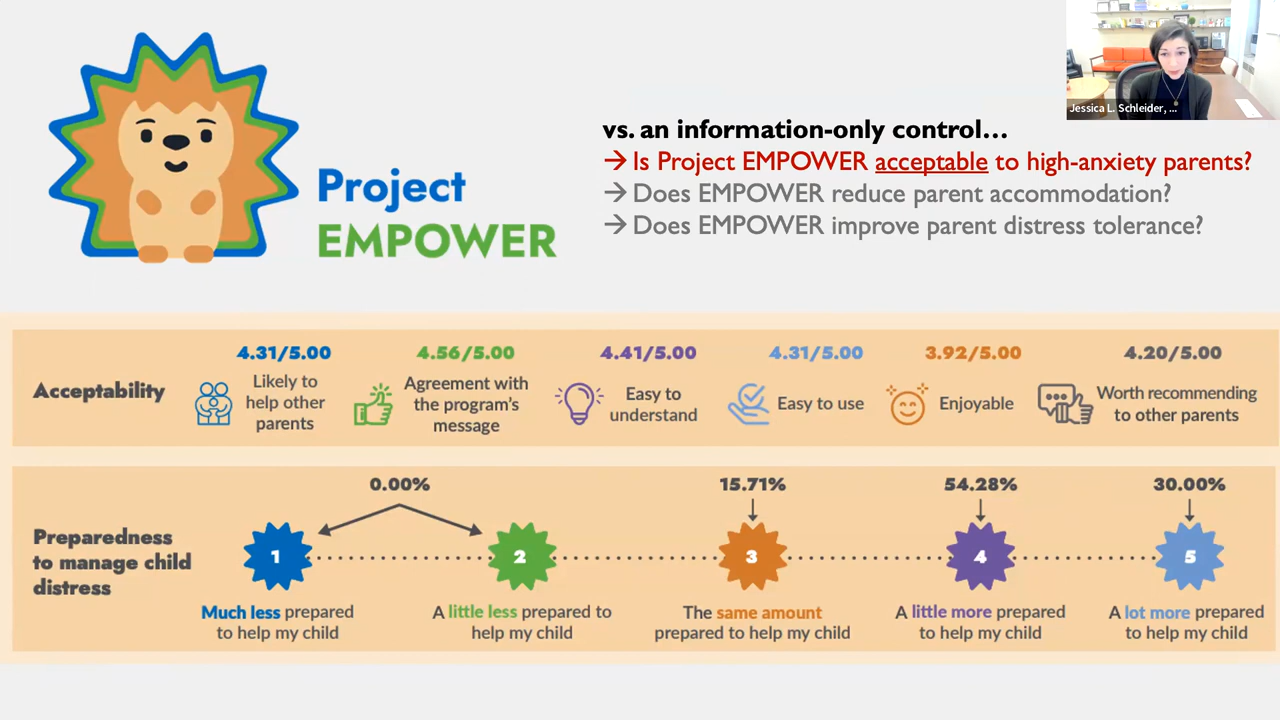 Jessica L. Schleider, ...
Project
EMPOWER
vs. an information-only control…
→ Is Project EMPOWER acceptable to high-anxiety parents?
→ Does EMPOWER reduce parent accommodation?
→ Does EMPOWER improve parent distress tolerance?
Acceptability
4.31/5.00
Likely to
help other
parents
4.56/5.00
Agreement with
the program's
message
4.41/5.00
Easy to
understand
4.31/5.00
Easy to use
3.92/5.00
Enjoyable
4.20/5.00
Worth recommending
to other parents
Preparedness
to manage child
distress
0.00%
15.71%
54.28%
30.00%
1
2
3
4
5
Much less prepared
to help my child
A little less prepared to
help my child
The same amount
prepared to help my child
A little more prepared
to help my child
A lot more prepared
to help my child